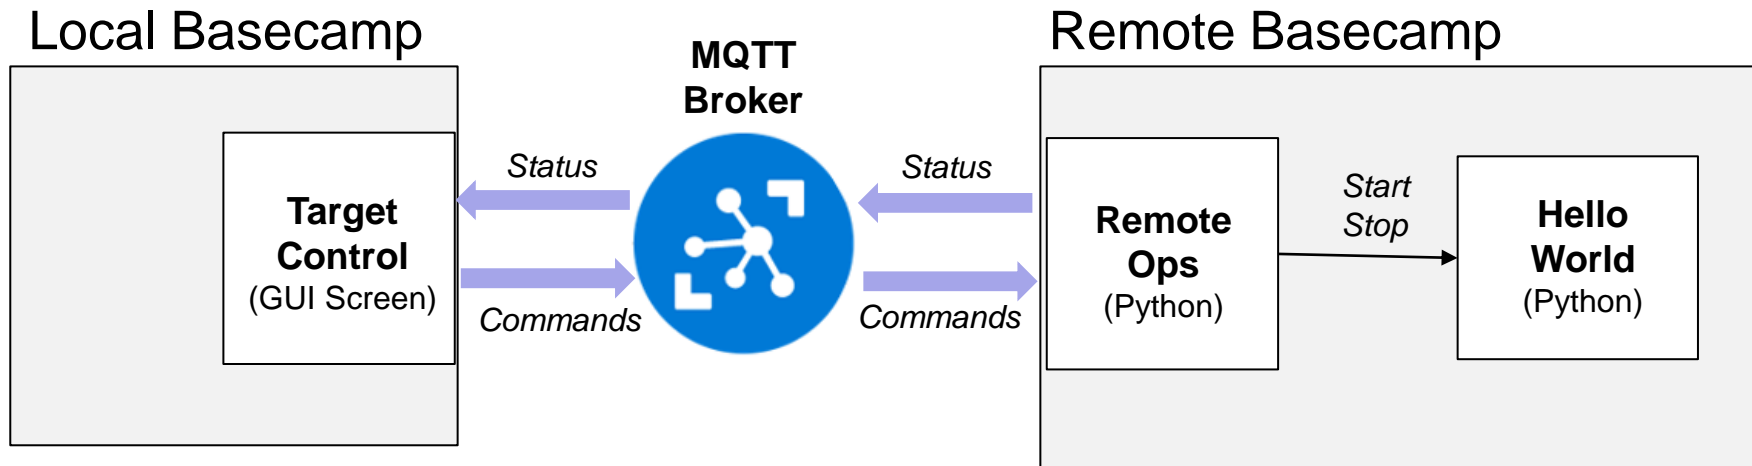 Local Basecamp
MQTT
Broker
Remote Basecamp
Target
Control
(GUI Screen)
Status
Commands
Status
Commands
Remote
Ops
(Python)
Start
Stop
Hello
World
(Python)